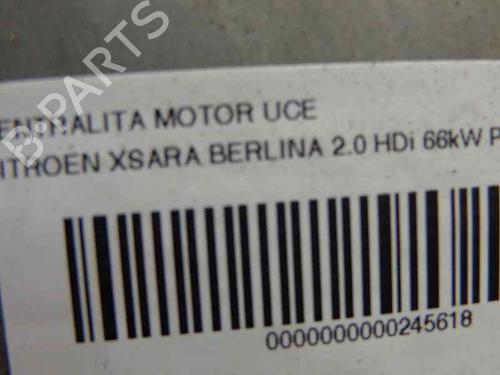 B PARTS
ENTRALITA MOTOR UCE
ITROEN XSARA BERLINA 2.0 HDi 66kW P
0000000000245618